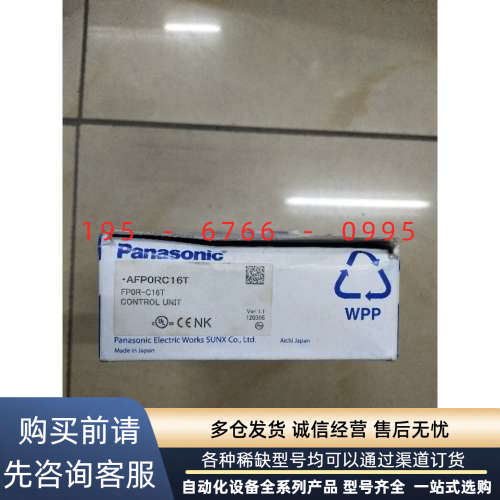 195 - 6766 - 0995
Panasonic
·AFP0RC16T
FP0R-C16T
CONTROL UNIT
Ver 1.1
120306
c UL US CE NK
Panasonic Electric Works SUNX Co., Ltd.
Made in Japan
Aichi Japan
WPP
购买前请
先咨询客服
多仓发货 诚信经营 售后无忧
各种稀缺型号均可以通过渠道订货
自动化设备全系列产品 型号齐全 一站式选购